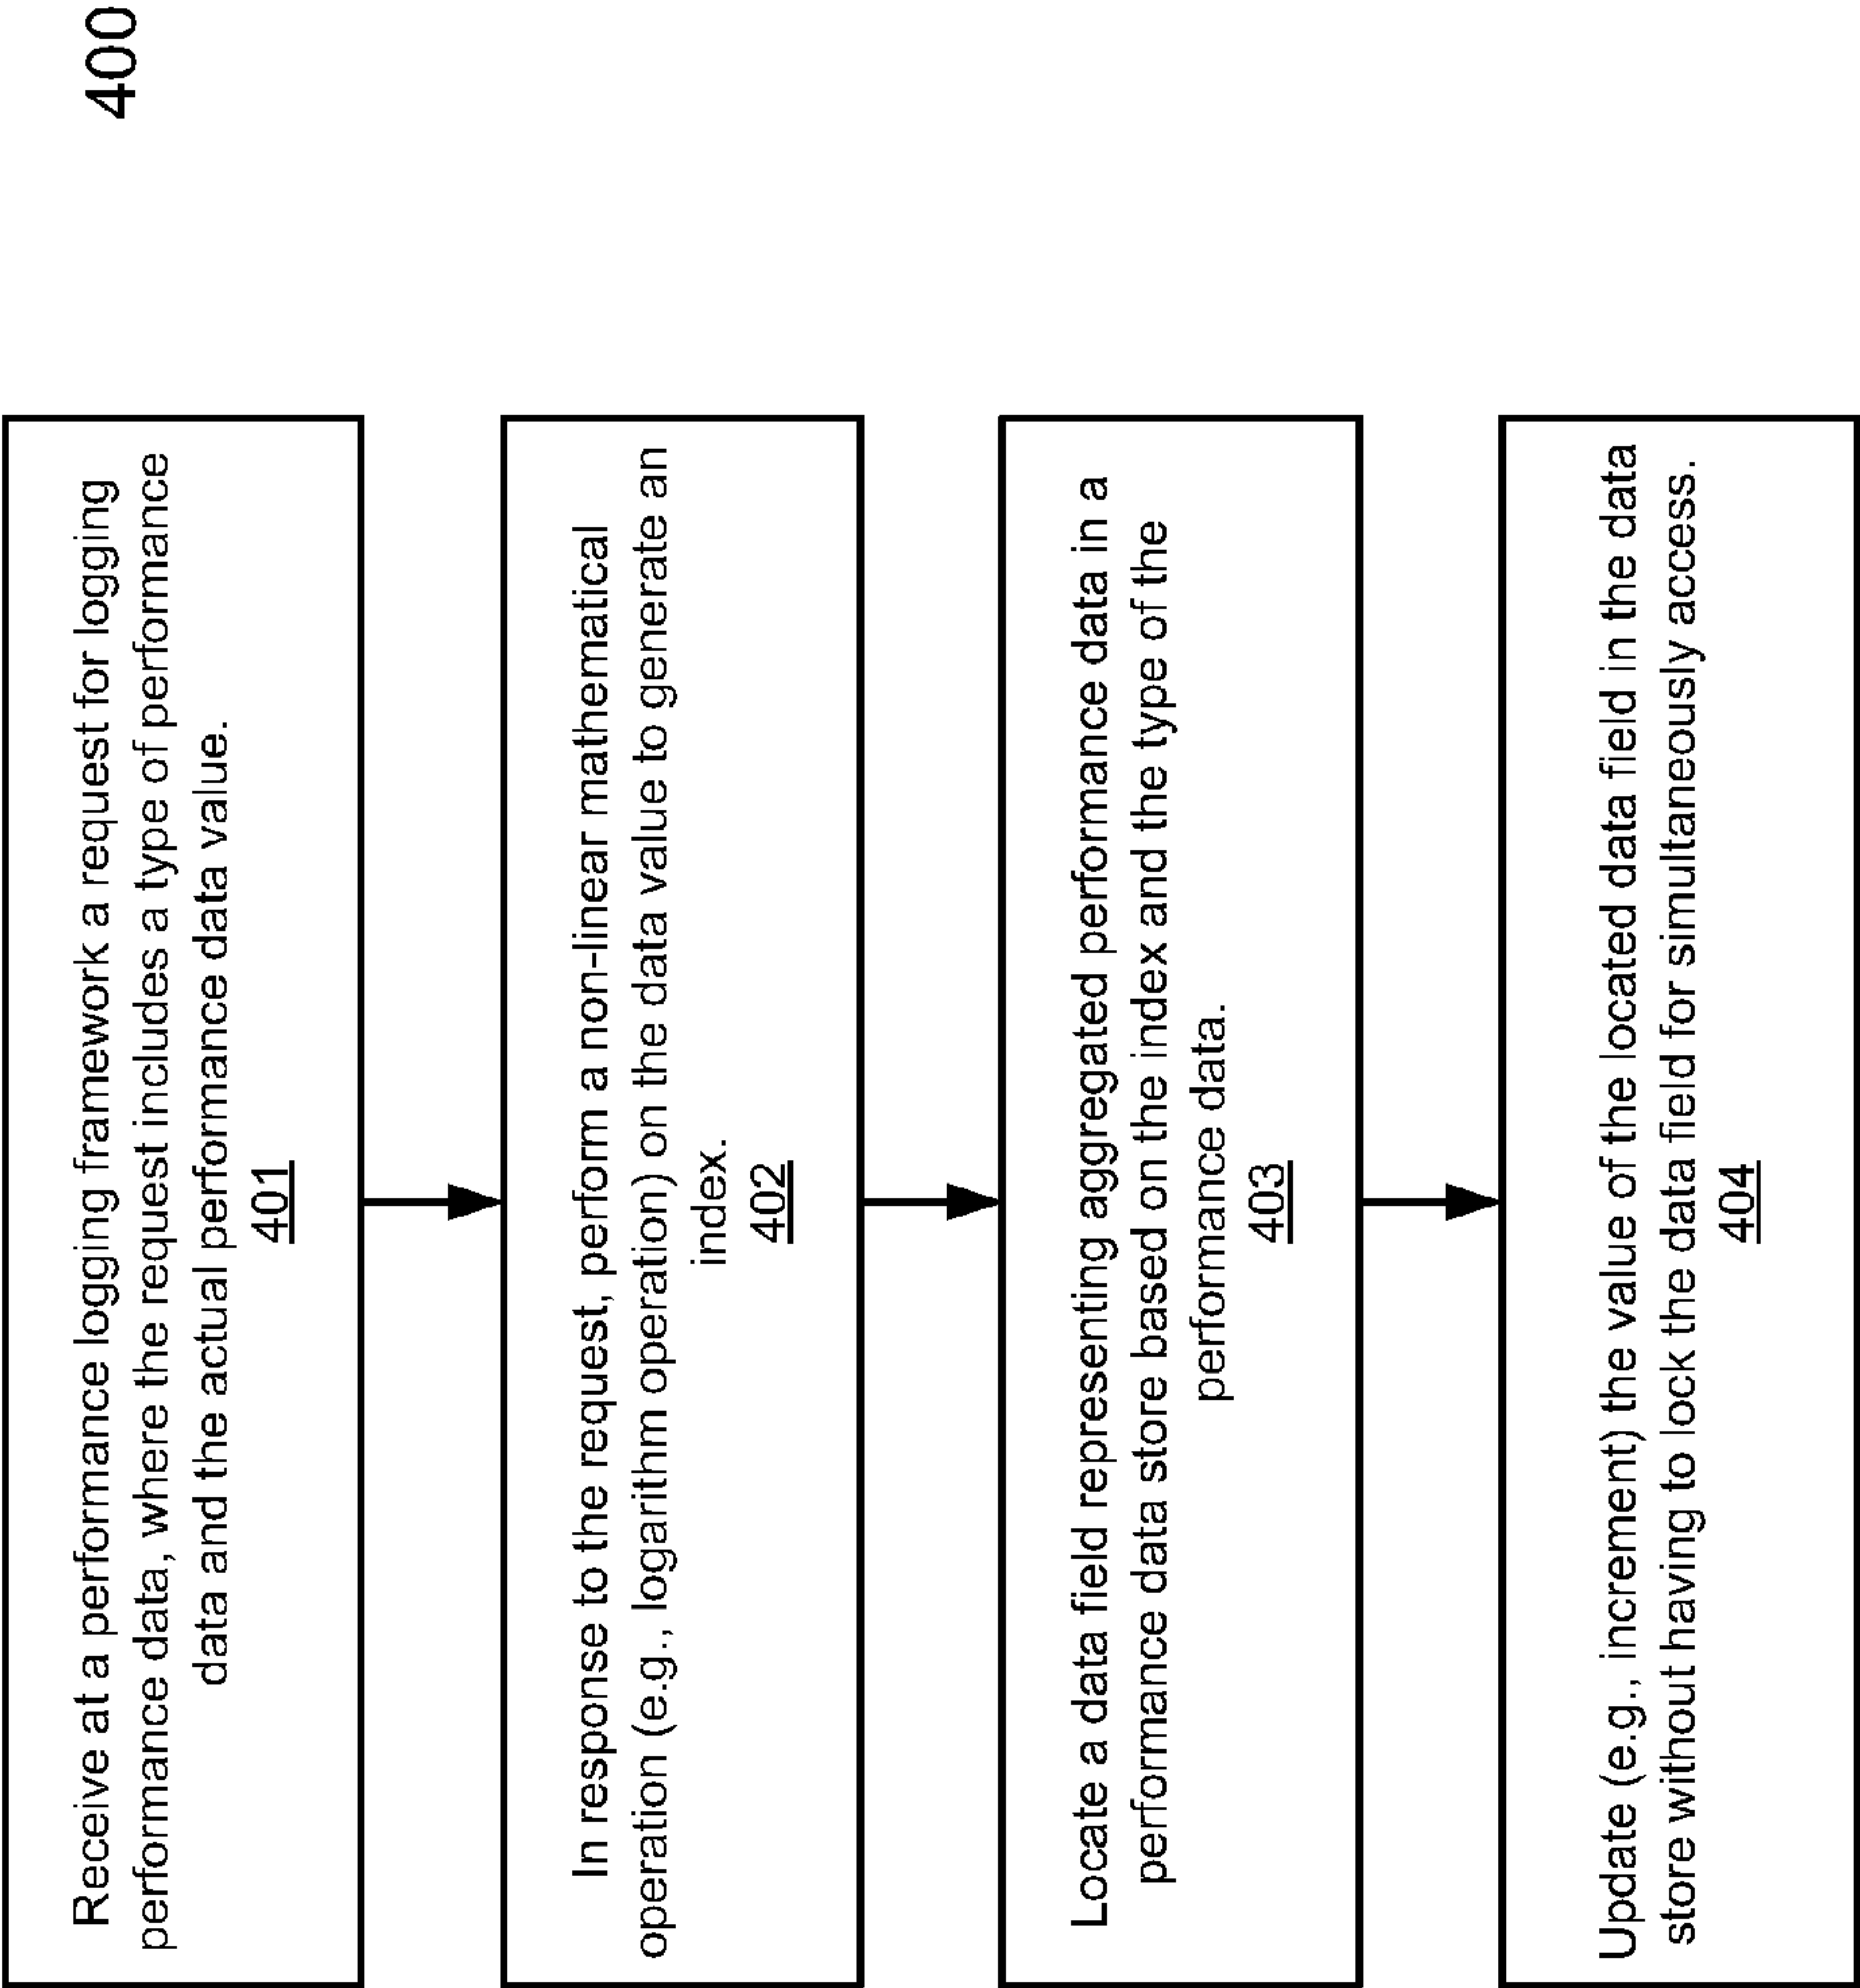 400
Receive at a performance logging framework a request for logging
performance data, where the request includes a type of performance
data and the actual performance data value.
401
In response to the request, perform a non-linear mathematical
operation (e.g., logarithm operation) on the data value to generate an
index.
402
Locate a data field representing aggregated performance data in a
performance data store based on the index and the type of the
performance data.
403
Update (e.g., increment) the value of the located data field in the data
store without having to lock the data field for simultaneously access.
404